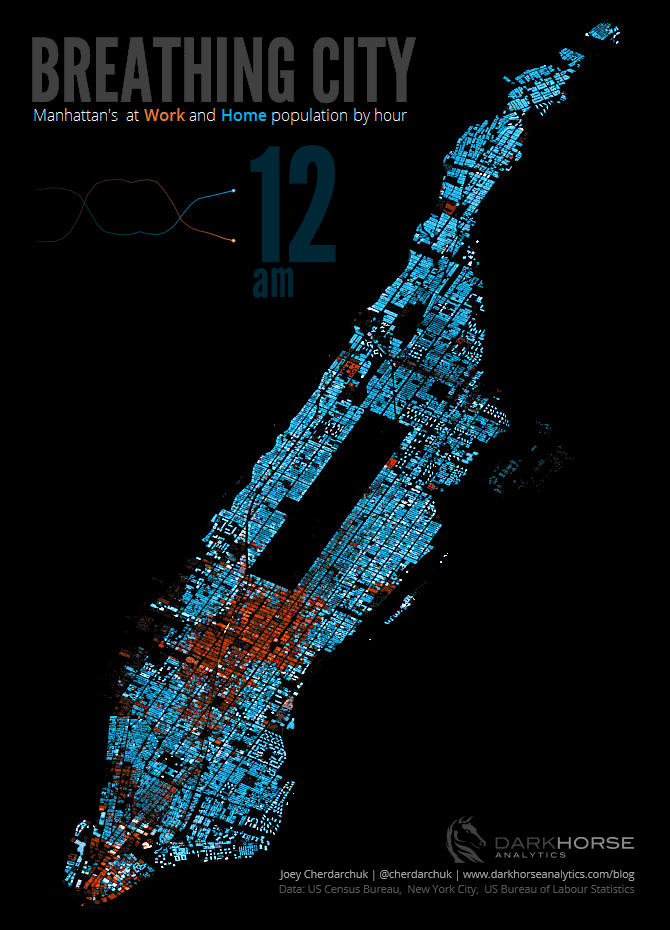 BREATHING CITY
Manhattan's at Work and Home population by hour
12
am
DARKHORSE
ANALYTICS
Joey Cherdarchuk | @cherdarchuk | www.darkhorseanalytics.com/blog
Data: US Census Bureau, New York City, US Bureau of Labour Statistics